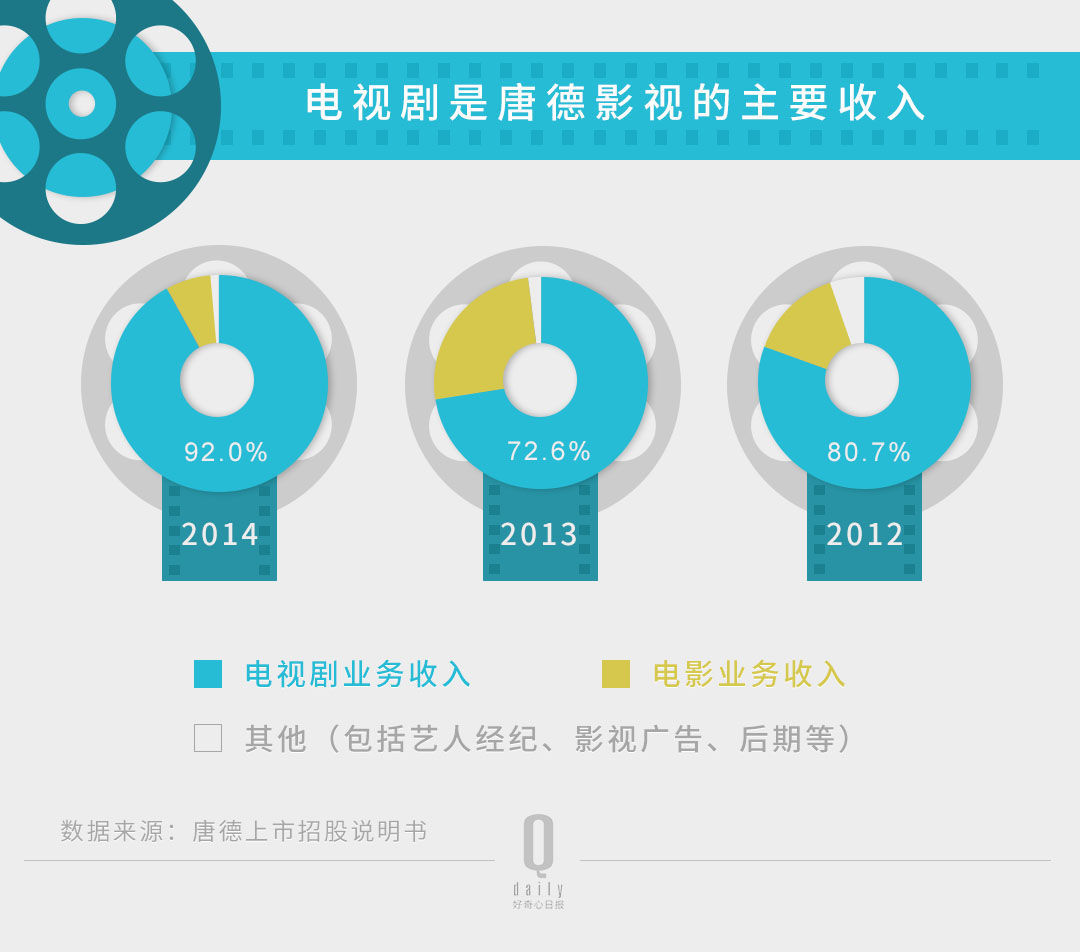 电视剧是唐德影视的主要收入
92.0%
72.6%
80.7%
2014
2013
2012
电视剧业务收入
电影业务收入
其他（包括艺人经纪、影视广告、后期等）
数据来源：唐德上市招股说明书
Q
daily
好奇心日报